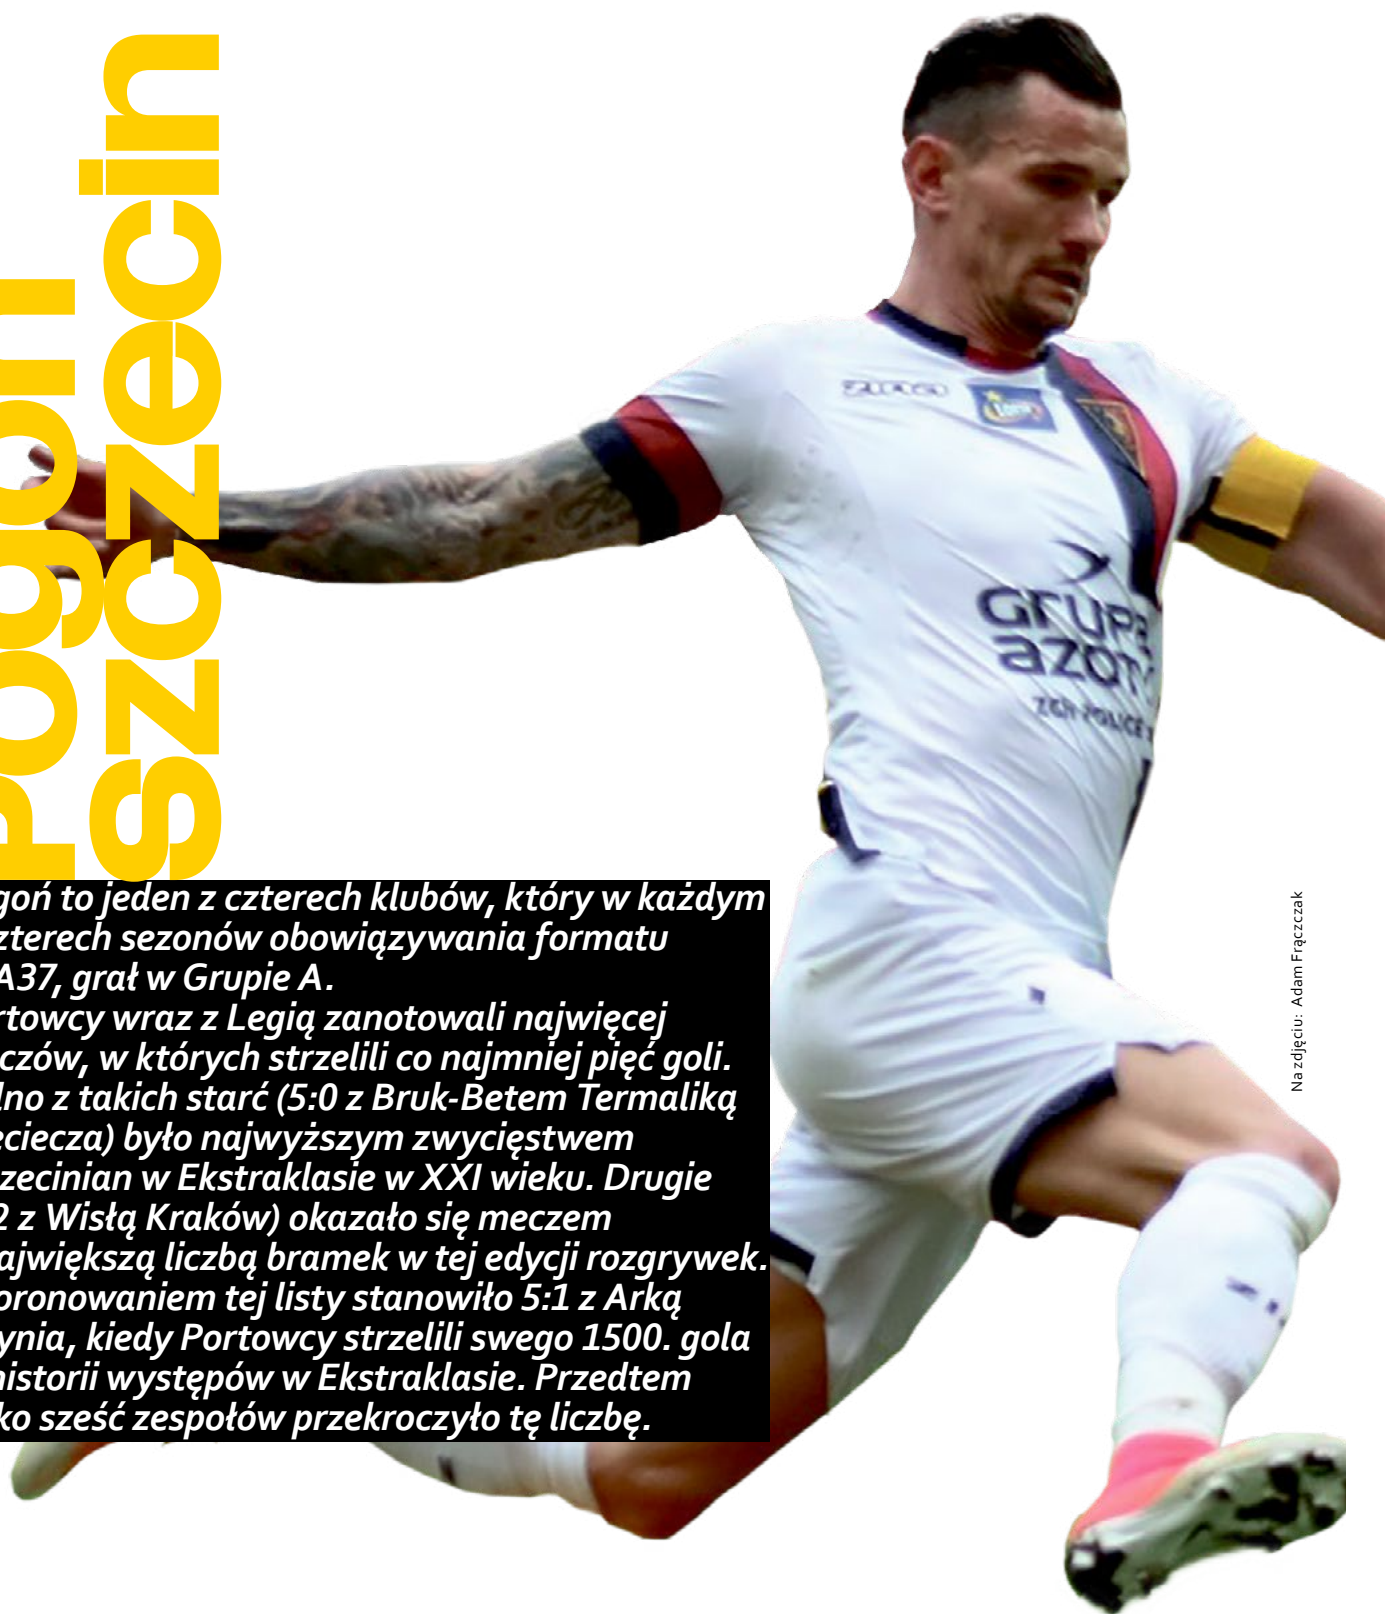 Pogoń
szczecin
goń to jeden z czterech klubów, który w każdym
zterech sezonów obowiązywania formatu
A37, grał w Grupie A.
rtowcy wraz z Legią zanotowali najwięcej
czów, w których strzelili co najmniej pięć goli.
dno z takich starć (5:0 z Bruk-Betem Termaliką
eciecza) było najwyższym zwycięstwem
zecinian w Ekstraklasie w XXI wieku. Drugie
2 z Wisłą Kraków) okazało się meczem
ajwiększą liczbą bramek w tej edycji rozgrywek.
oronowaniem tej listy stanowiło 5:1 z Arką
ynia, kiedy Portowcy strzelili swego 1500. gola
historii występów w Ekstraklasie. Przedtem
ko sześć zespołów przekroczyło tę liczbę.
Na zdjęciu: Adam Frączczak
GRUPA
AZOTY